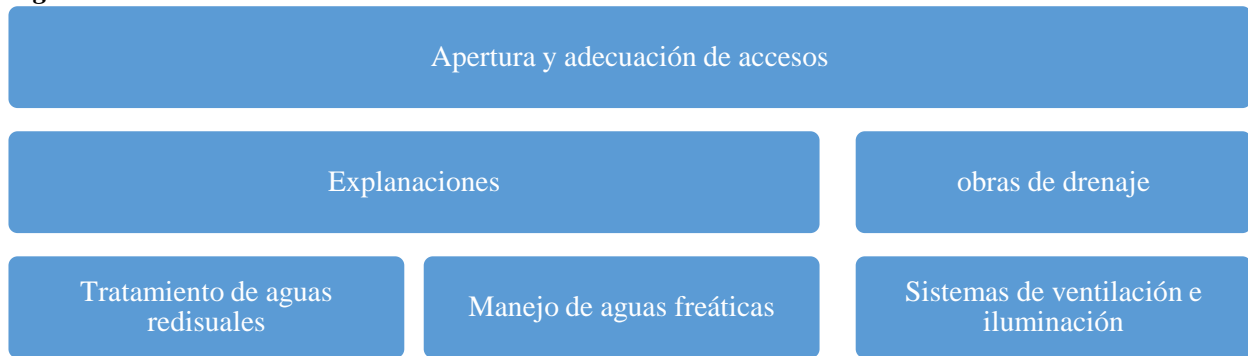 Apertura y adecuación de accesos
Explanaciones
obras de drenaje
Tratamiento de aguas
redisuales
Manejo de aguas freáticas
Sistemas de ventilación e
iluminación